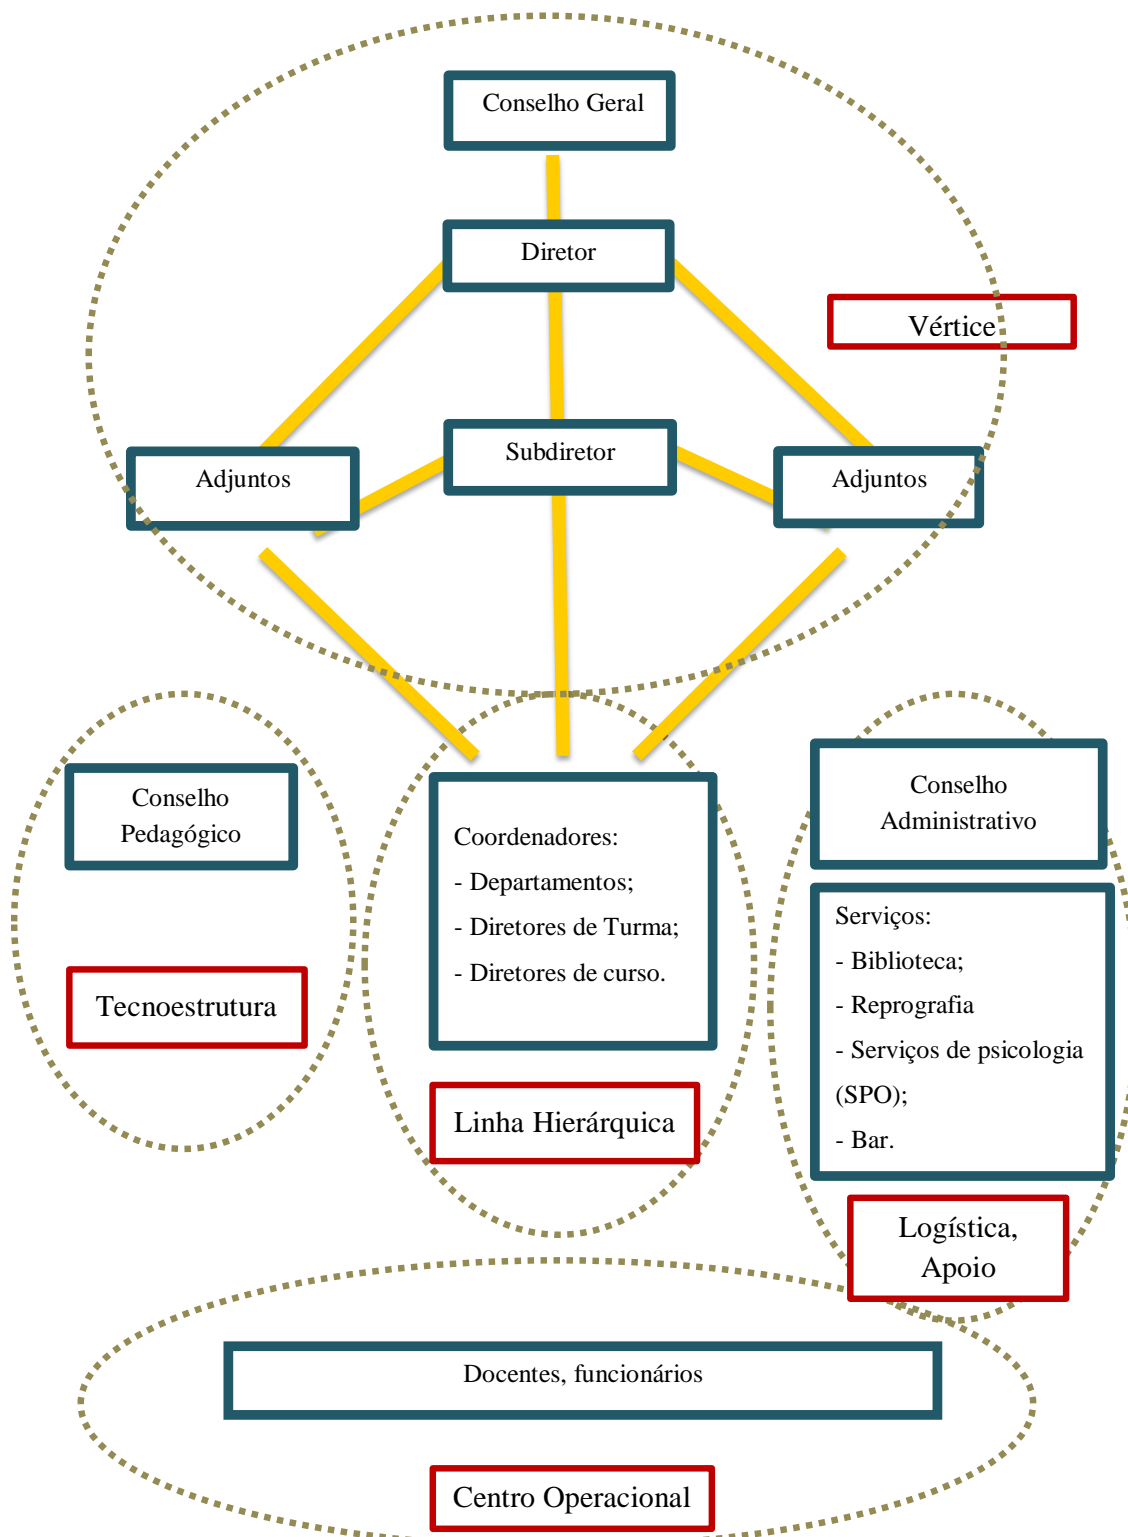 Conselho Geral
Diretor
Vértice
Adjuntos
Subdiretor
Adjuntos
Conselho
Pedagógico
Tecnoestrutura
Coordenadores:
- Departamentos;
- Diretores de Turma;
- Diretores de curso.
Linha Hierárquica
Conselho
Administrativo
Serviços:
- Biblioteca;
- Reprografia
- Serviços de psicologia
(SPO);
- Bar.
Logística,
Apoio
Docentes, funcionários
Centro Operacional